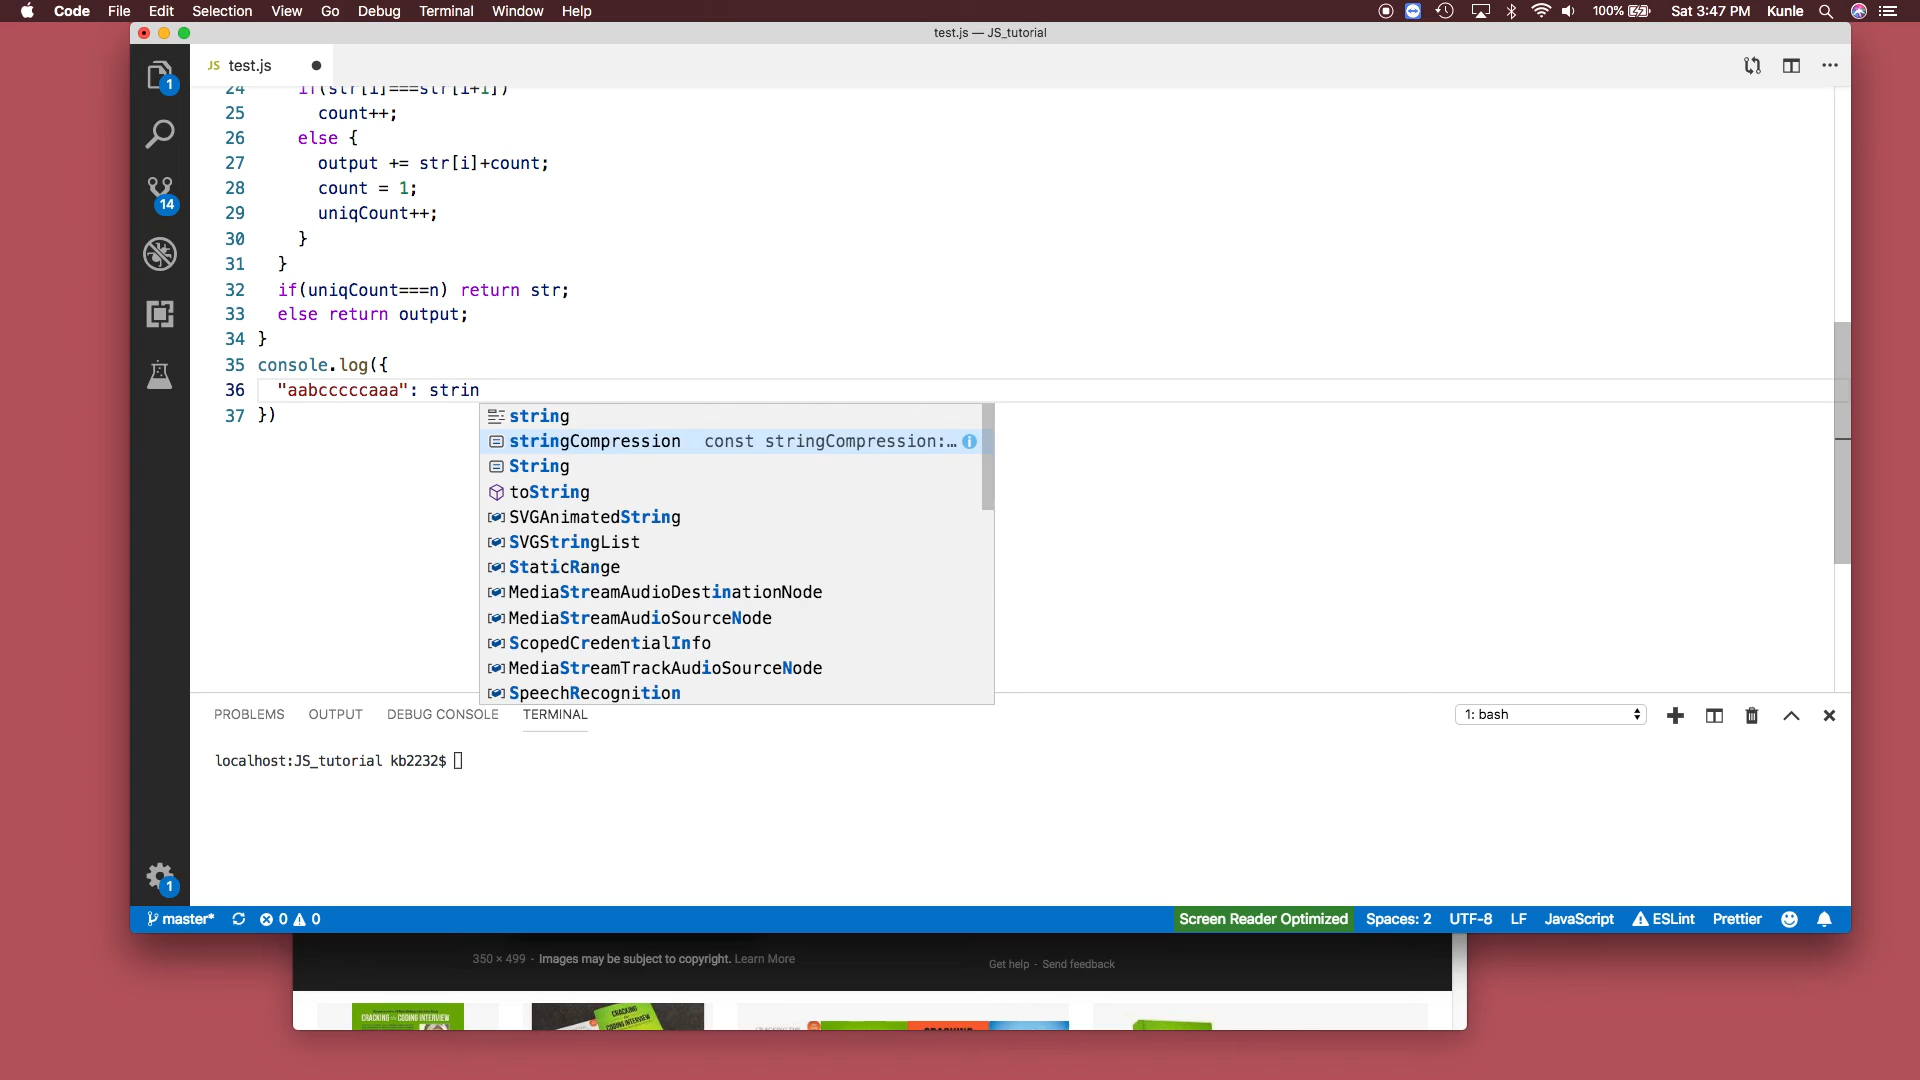 Code File Edit Selection View Go Debug Terminal Window Help 100% Sat 3:47 PM Kunle
test.js — JS_tutorial
JS test.js
1
14
1
24 if(str[i]===str[i+1])
25 count++;
26 else {
27 output += str[i]+count;
28 count = 1;
29 uniqCount++;
30 }
31 }
32 if(uniqCount===n) return str;
33 else return output;
34 }
35 console.log({
36 "aabcccccaaa": strin
37 })
string
stringCompression const stringCompression:…
String
toString
SVGAnimatedString
SVGStringList
StaticRange
MediaStreamAudioDestinationNode
MediaStreamAudioSourceNode
ScopedCredentialInfo
MediaStreamTrackAudioSourceNode
SpeechRecognition
PROBLEMS OUTPUT DEBUG CONSOLE TERMINAL 1: bash
localhost:JS_tutorial kb2232$
master* 0 0 Screen Reader Optimized Spaces: 2 UTF-8 LF JavaScript ESLint Prettier
350 × 499 - Images may be subject to copyright. Learn More
Get help - Send feedback
CRACKING the CODING INTERVIEW
CRACKING the CODING INTERVIEW